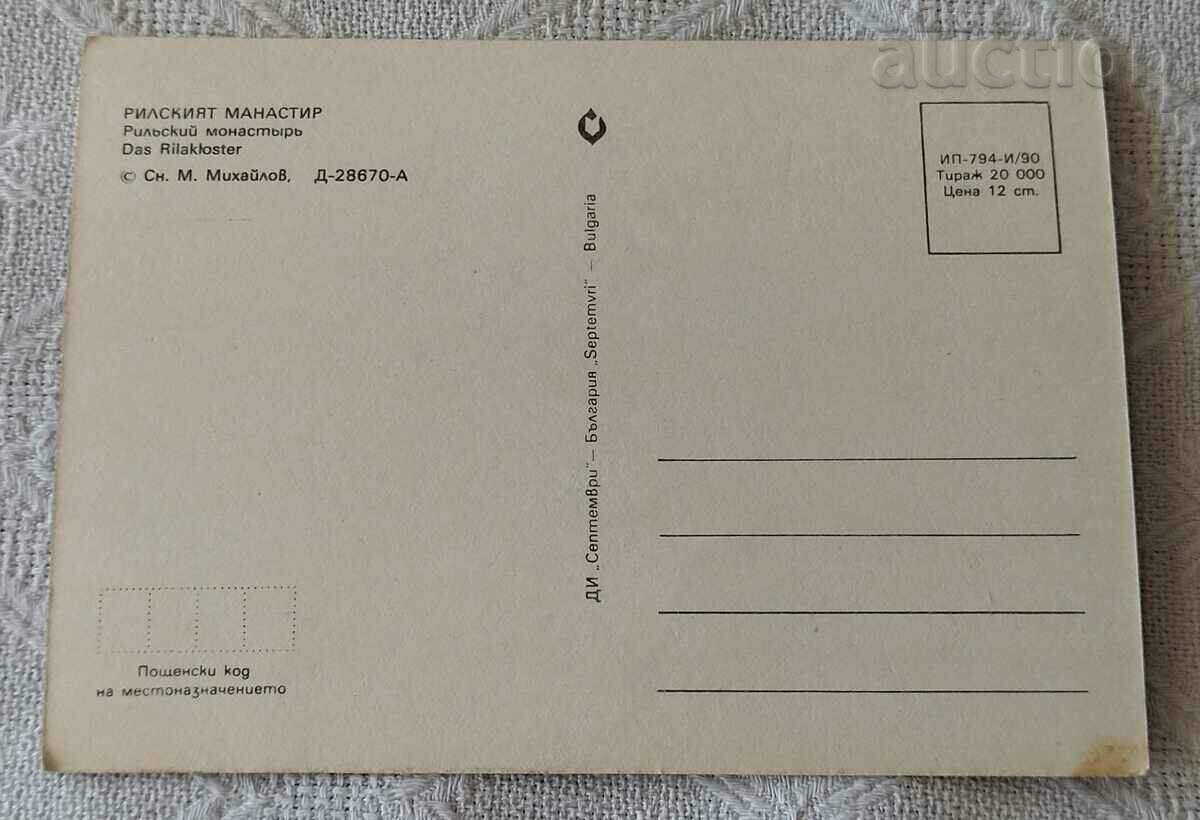 РИЛСКИЯТ МАНАСТИР
Рильский монастырь
Das Rilakloster
© Сн. М. Михайлов, Д-28670-А
ДИ „Септември" — България „Septemvri" — Bulgaria
ИП-794-И/90
Тираж 20 000
Цена 12 ст.
Пощенски код
на местоназначението
auction